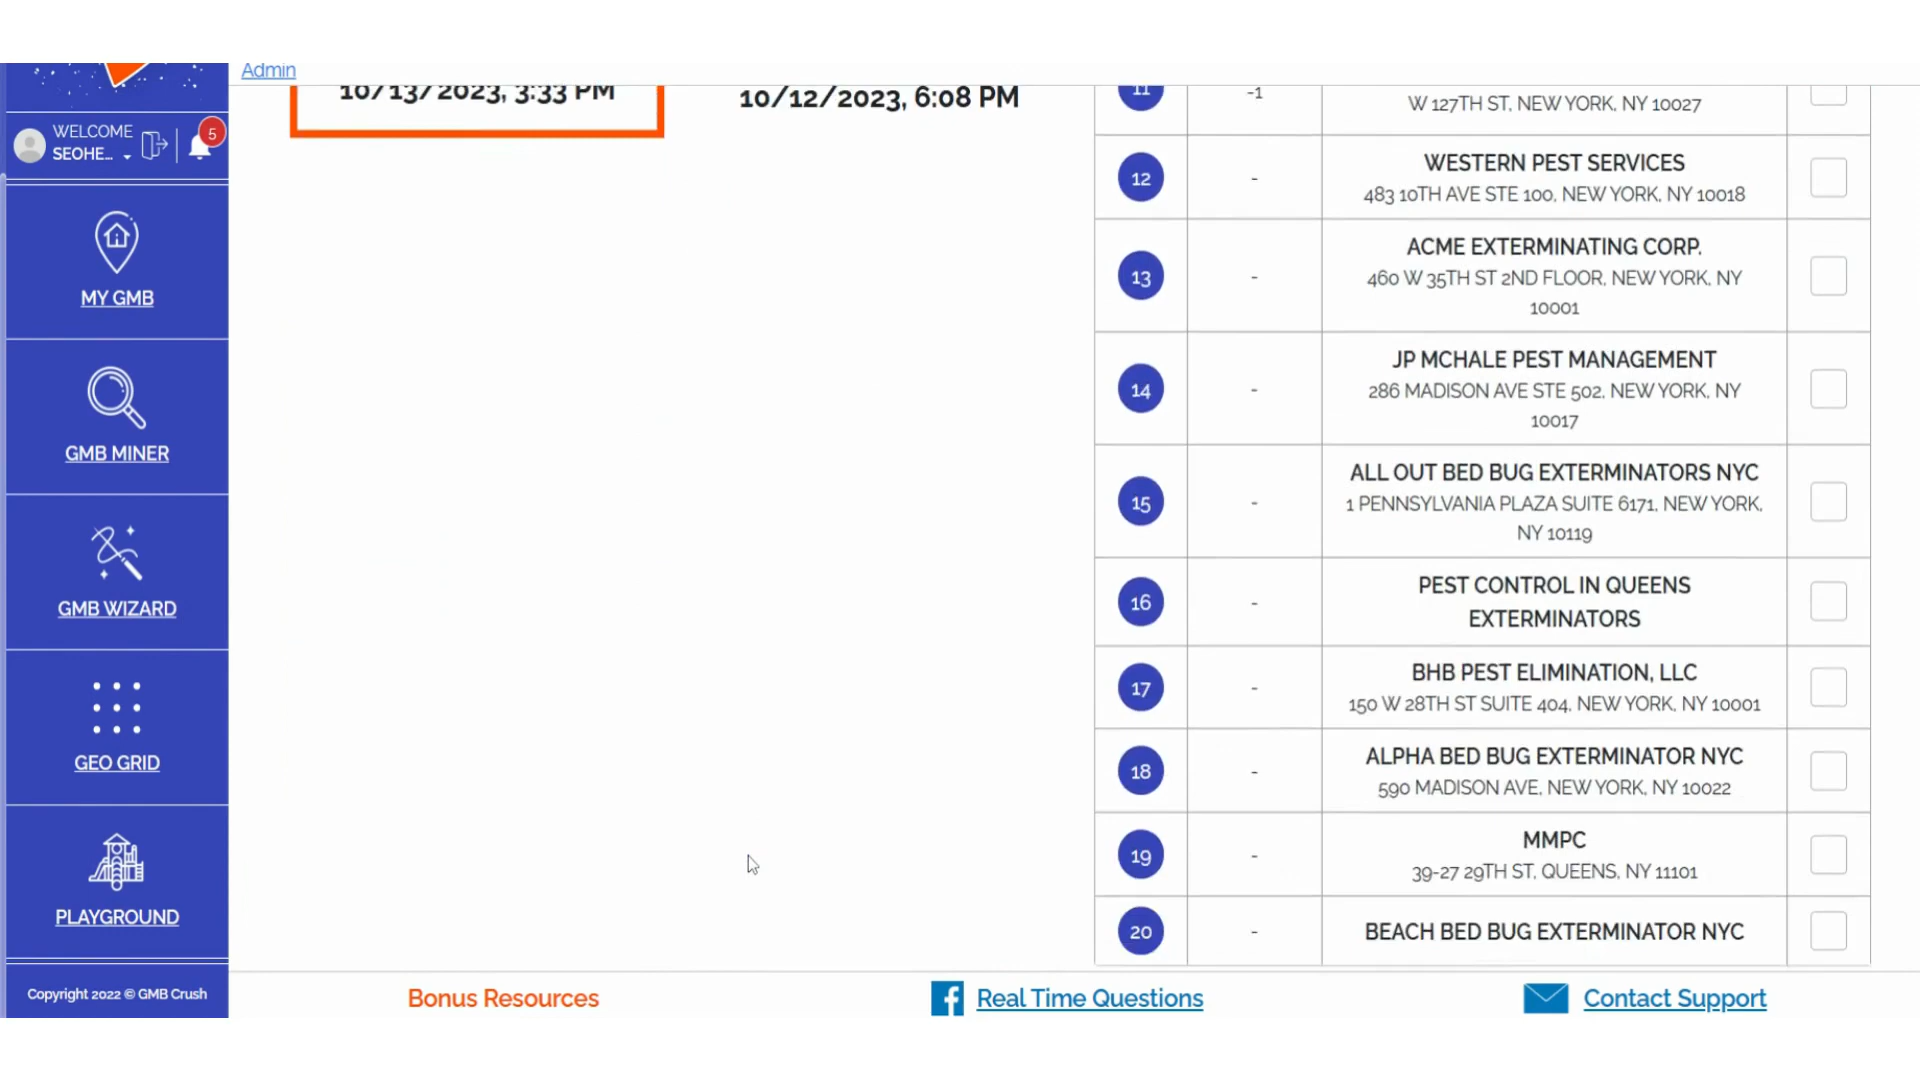 Admin
WELCOME
SEOHE...
5
MY GMB
GMB MINER
GMB WIZARD
GEO GRID
PLAYGROUND
Copyright 2022 © GMB Crush
10/13/2023, 3:33 PM
10/12/2023, 6:08 PM
11
-1
W 127TH ST, NEW YORK, NY 10027
12
-
WESTERN PEST SERVICES
483 10TH AVE STE 100, NEW YORK, NY 10018
13
-
ACME EXTERMINATING CORP.
460 W 35TH ST 2ND FLOOR, NEW YORK, NY
10001
14
-
JP MCHALE PEST MANAGEMENT
286 MADISON AVE STE 502, NEW YORK, NY
10017
15
-
ALL OUT BED BUG EXTERMINATORS NYC
1 PENNSYLVANIA PLAZA SUITE 6171, NEW YORK,
NY 10119
16
-
PEST CONTROL IN QUEENS
EXTERMINATORS
17
-
BHB PEST ELIMINATION, LLC
150 W 28TH ST SUITE 404, NEW YORK, NY 10001
18
-
ALPHA BED BUG EXTERMINATOR NYC
590 MADISON AVE, NEW YORK, NY 10022
19
-
MMPC
39-27 29TH ST, QUEENS, NY 11101
20
-
BEACH BED BUG EXTERMINATOR NYC
Bonus Resources
Real Time Questions
Contact Support